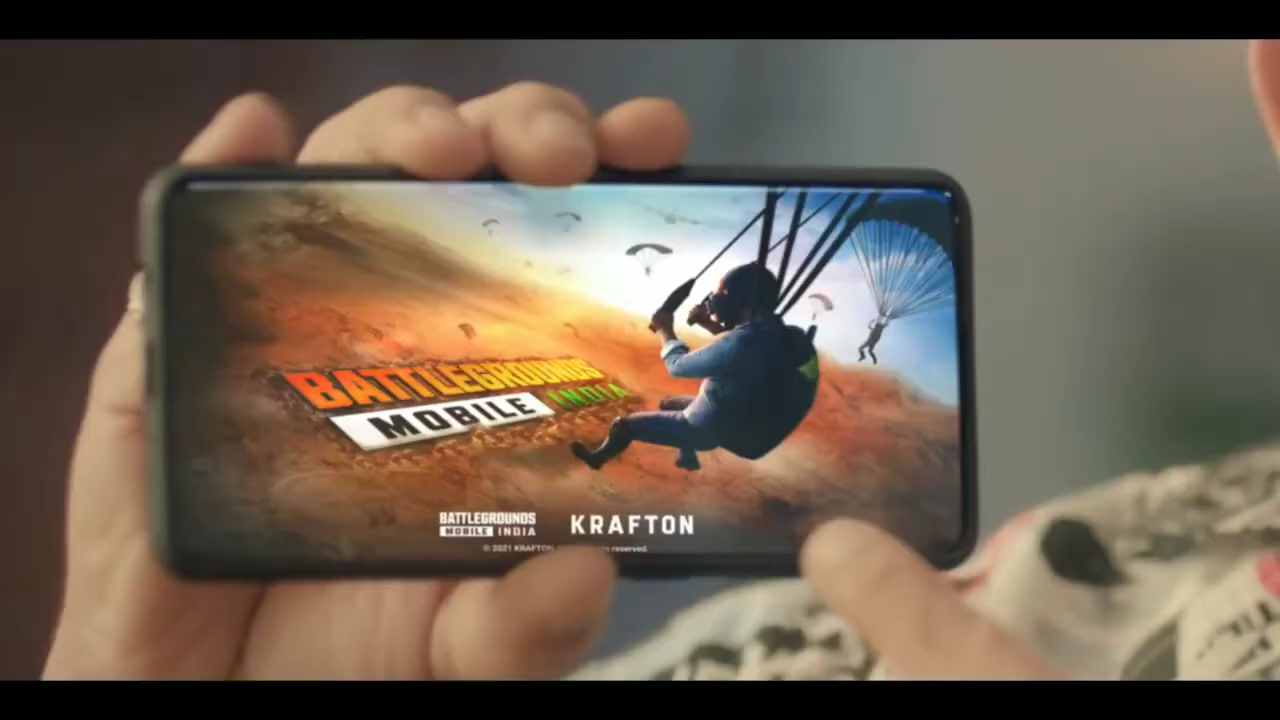 BATTLEGROUNDS
MOBILE INDIA
BATTLEGROUNDS
MOBILE INDIA
KRAFTON
© 2021 KRAFTON reserved.